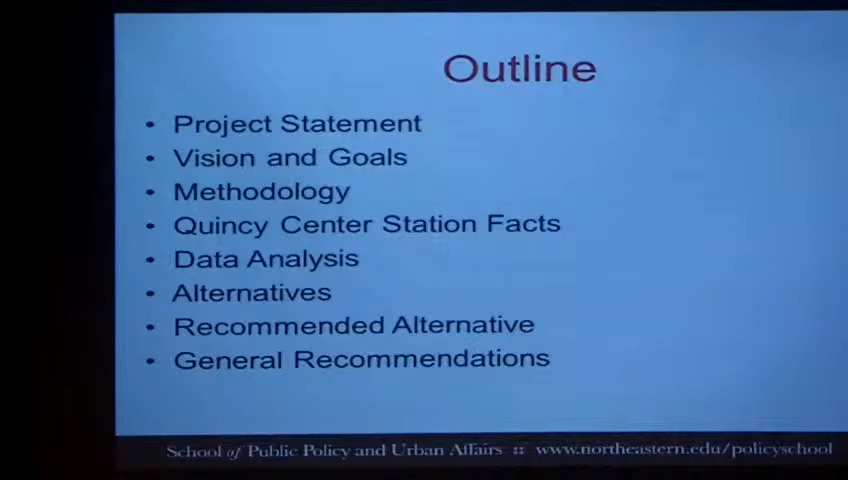 Outline
• Project Statement
• Vision and Goals
• Methodology
• Quincy Center Station Facts
• Data Analysis
• Alternatives
• Recommended Alternative
• General Recommendations
School of Public Policy and Urban Affairs :: www.northeastern.edu/policyschool